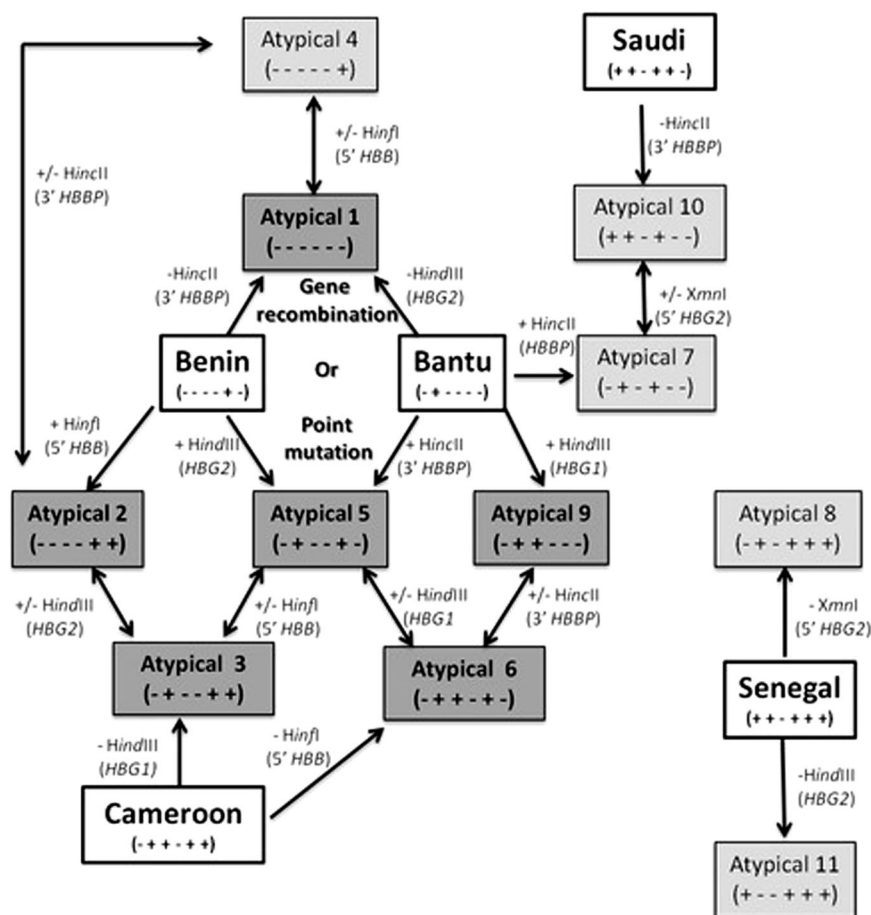 Atypical 4
(- - - - - +)
Saudi
(+ + - + + -)
+/- HinfI
(5' HBB)
-HincII
(3' HBBP)
+/- HincII
(3' HBBP)
Atypical 1
(- - - - - -)
Atypical 10
(+ + - + - -)
-HincII
(3' HBBP)
Gene
recombination
-HindIII
(HBG2)
+/- XmnI
(5' HBG2)
+ HincII
(HBBP)
Benin
(- - - - + -)
Or
Bantu
(- + - - - -)
Atypical 7
(- + - + - -)
+ HinfI
(5' HBB)
+ HindIII
(HBG2)
Point
mutation
+ HincII
(3' HBBP)
+ HindIII
(HBG1)
Atypical 2
(- - - - + +)
Atypical 5
(- + - - + -)
Atypical 9
(- + + - - -)
Atypical 8
(- + - + + +)
+/- HindIII
(HBG2)
+/- HinfI
(5' HBB)
+/- HindIII
(HBG1
+/- HincII
(3' HBBP)
- XmnI
(5' HBG2)
Atypical 3
(- + - - + +)
Atypical 6
(- + + - + -)
Senegal
(+ + - + + +)
- HindIII
(HBG1)
- HinfI
(5' HBB)
-HindIII
(HBG2)
Cameroon
(- + + - + +)
Atypical 11
(+ - - + + +)